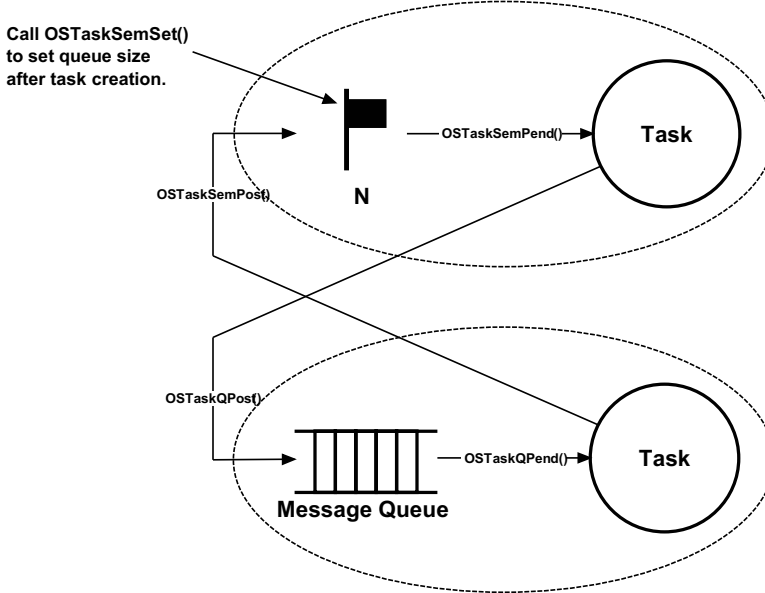 Call OSTaskSemSet()
to set queue size
after task creation.
OSTaskSemPend()
Task
OSTaskSemPost()
N
OSTaskQPost()
OSTaskQPend()
Task
Message Queue